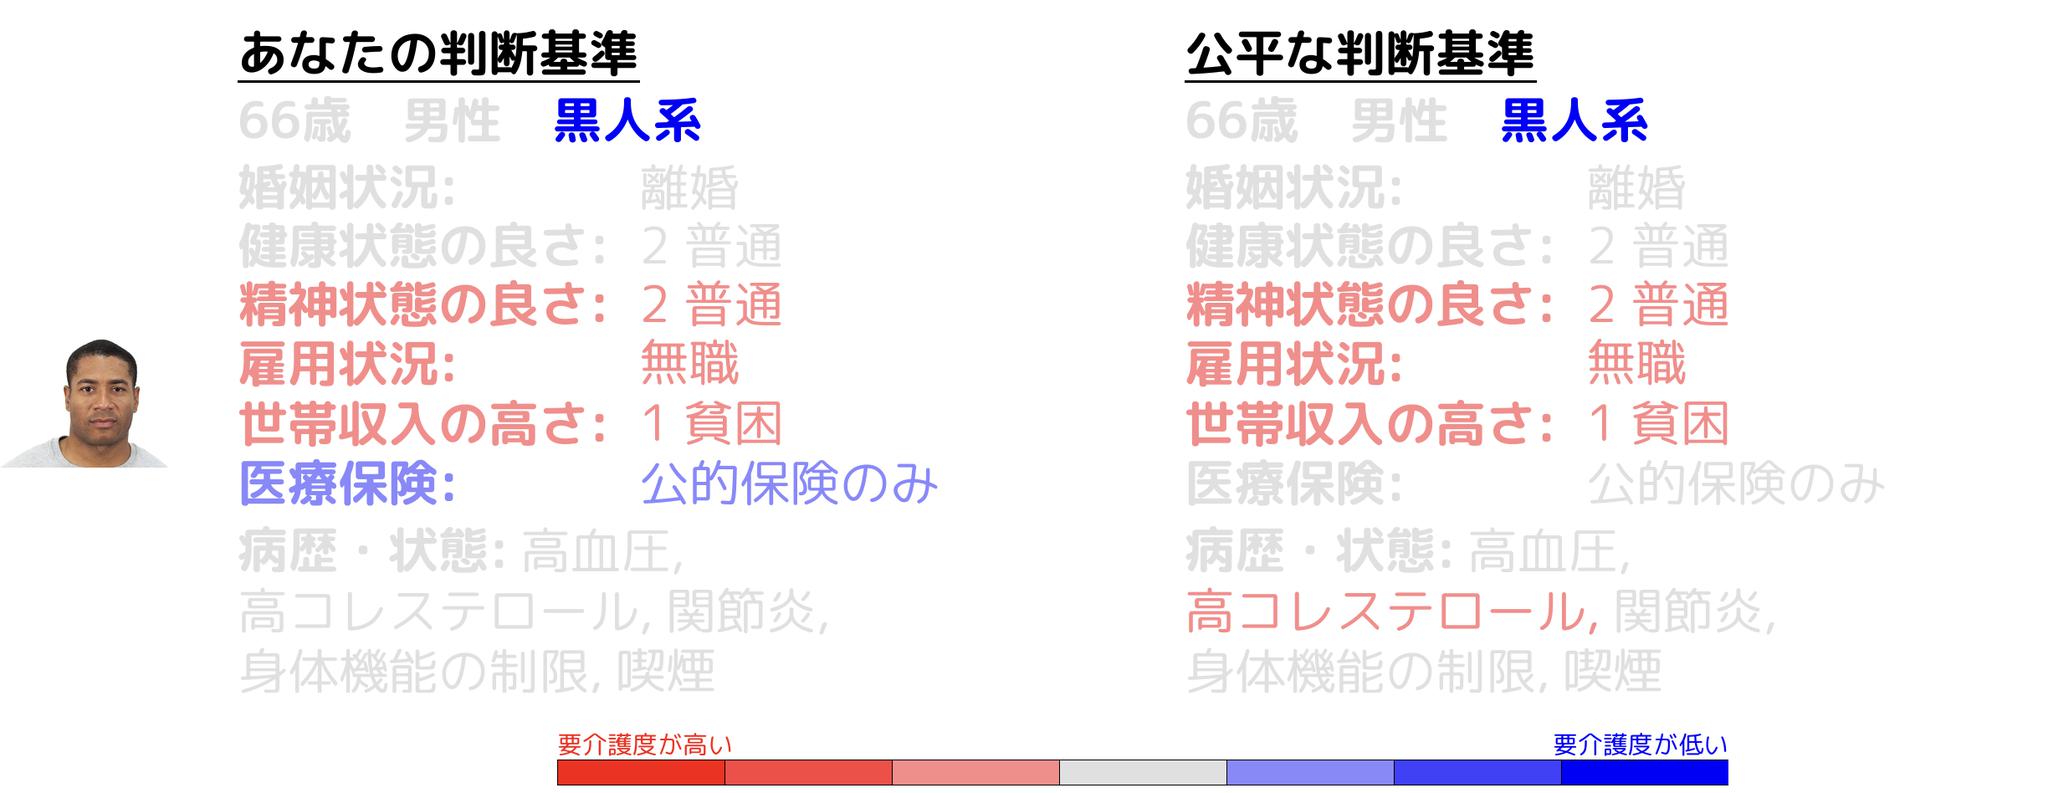 あなたの判断基準
66歳 男性 黒人系
婚姻状況: 離婚
健康状態の良さ: 2 普通
精神状態の良さ: 2 普通
雇用状況: 無職
世帯収入の高さ: 1 貧困
医療保険: 公的保険のみ
病歴・状態: 高血圧,
高コレステロール, 関節炎,
身体機能の制限, 喫煙
公平な判断基準
66歳 男性 黒人系
婚姻状況: 離婚
健康状態の良さ: 2 普通
精神状態の良さ: 2 普通
雇用状況: 無職
世帯収入の高さ: 1 貧困
医療保険: 公的保険のみ
病歴・状態: 高血圧,
高コレステロール, 関節炎,
身体機能の制限, 喫煙
要介護度が高い
要介護度が低い